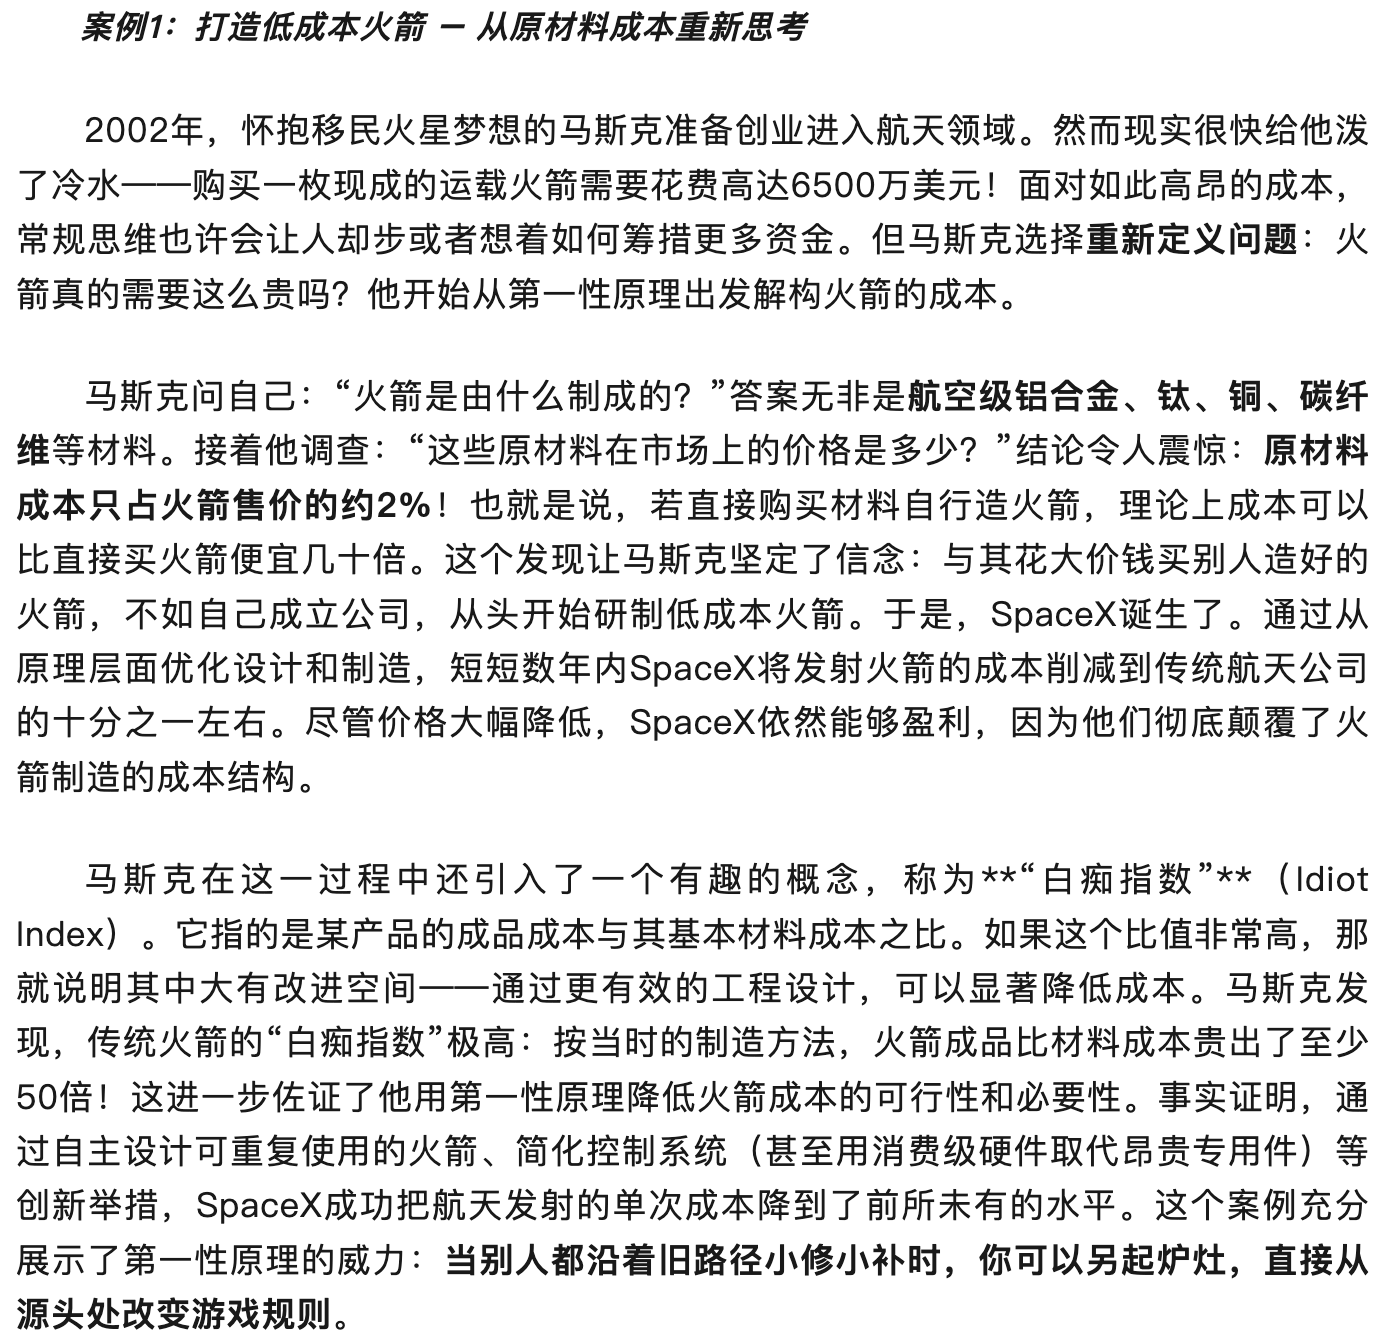 案例1：打造低成本火箭 — 从原材料成本重新思考
2002年，怀抱移民火星梦想的马斯克准备创业进入航天领域。然而现实很快给他泼
了冷水——购买一枚现成的运载火箭需要花费高达6500万美元！面对如此高昂的成本，
常规思维也许会让人却步或者想着如何筹措更多资金。但马斯克选择重新定义问题：火
箭真的需要这么贵吗？他开始从第一性原理出发解构火箭的成本。
马斯克问自己：“火箭是由什么制成的？”答案无非是航空级铝合金、钛、铜、碳纤
维等材料。接着他调查：“这些原材料在市场上的价格是多少？”结论令人震惊：原材料
成本只占火箭售价的约2%！也就是说，若直接购买材料自行造火箭，理论上成本可以
比直接买火箭便宜几十倍。这个发现让马斯克坚定了信念：与其花大价钱买别人造好的
火箭，不如自己成立公司，从头开始研制低成本火箭。于是，SpaceX诞生了。通过从
原理层面优化设计和制造，短短数年内SpaceX将发射火箭的成本削减到传统航天公司
的十分之一左右。尽管价格大幅降低，SpaceX依然能够盈利，因为他们彻底颠覆了火
箭制造的成本结构。
马斯克在这一过程中还引入了一个有趣的概念，称为**“白痴指数”**（Idiot
Index）。它指的是某产品的成品成本与其基本材料成本之比。如果这个比值非常高，那
就说明其中大有改进空间——通过更有效的工程设计，可以显著降低成本。马斯克发
现，传统火箭的“白痴指数”极高：按当时的制造方法，火箭成品比材料成本贵出了至少
50倍！这进一步佐证了他用第一性原理降低火箭成本的可行性和必要性。事实证明，通
过自主设计可重复使用的火箭、简化控制系统（甚至用消费级硬件取代昂贵专用件）等
创新举措，SpaceX成功把航天发射的单次成本降到了前所未有的水平。这个案例充分
展示了第一性原理的威力：当别人都沿着旧路径小修小补时，你可以另起炉灶，直接从
源头处改变游戏规则。